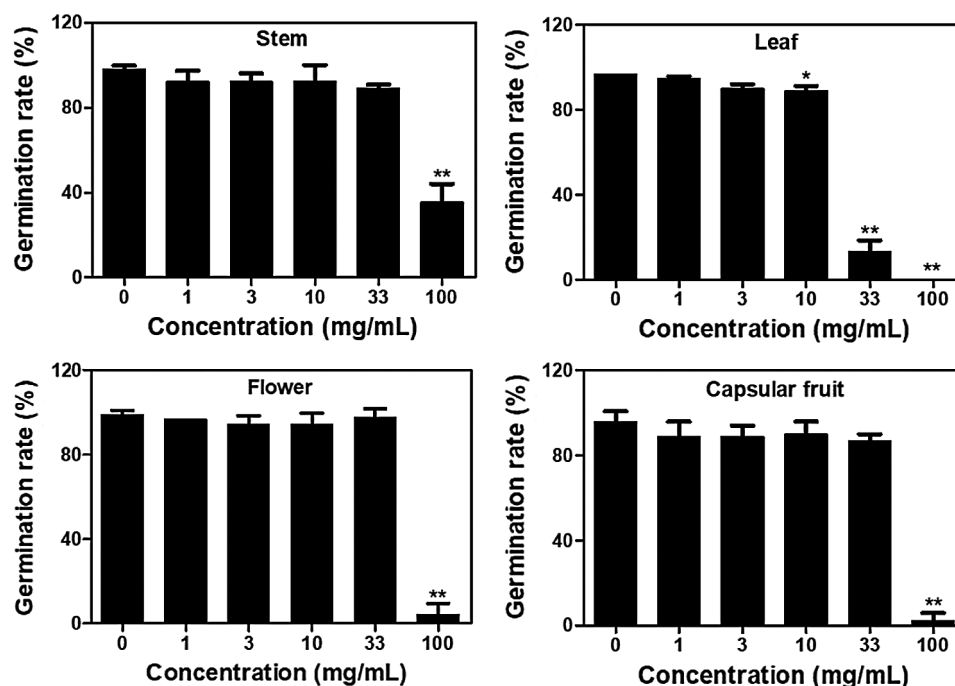 Germination rate (%)
Stem
120
80
40
0
**
0 1 3 10 33 100
Concentration (mg/mL)
Germination rate (%)
Leaf
120
80
40
0
*
**
**
0 1 3 10 33 100
Concentration (mg/mL)
Germination rate (%)
Flower
120
80
40
0
**
0 1 3 10 33 100
Concentration (mg/mL)
Germination rate (%)
Capsular fruit
120
80
40
0
**
0 1 3 10 33 100
Concentration (mg/mL)